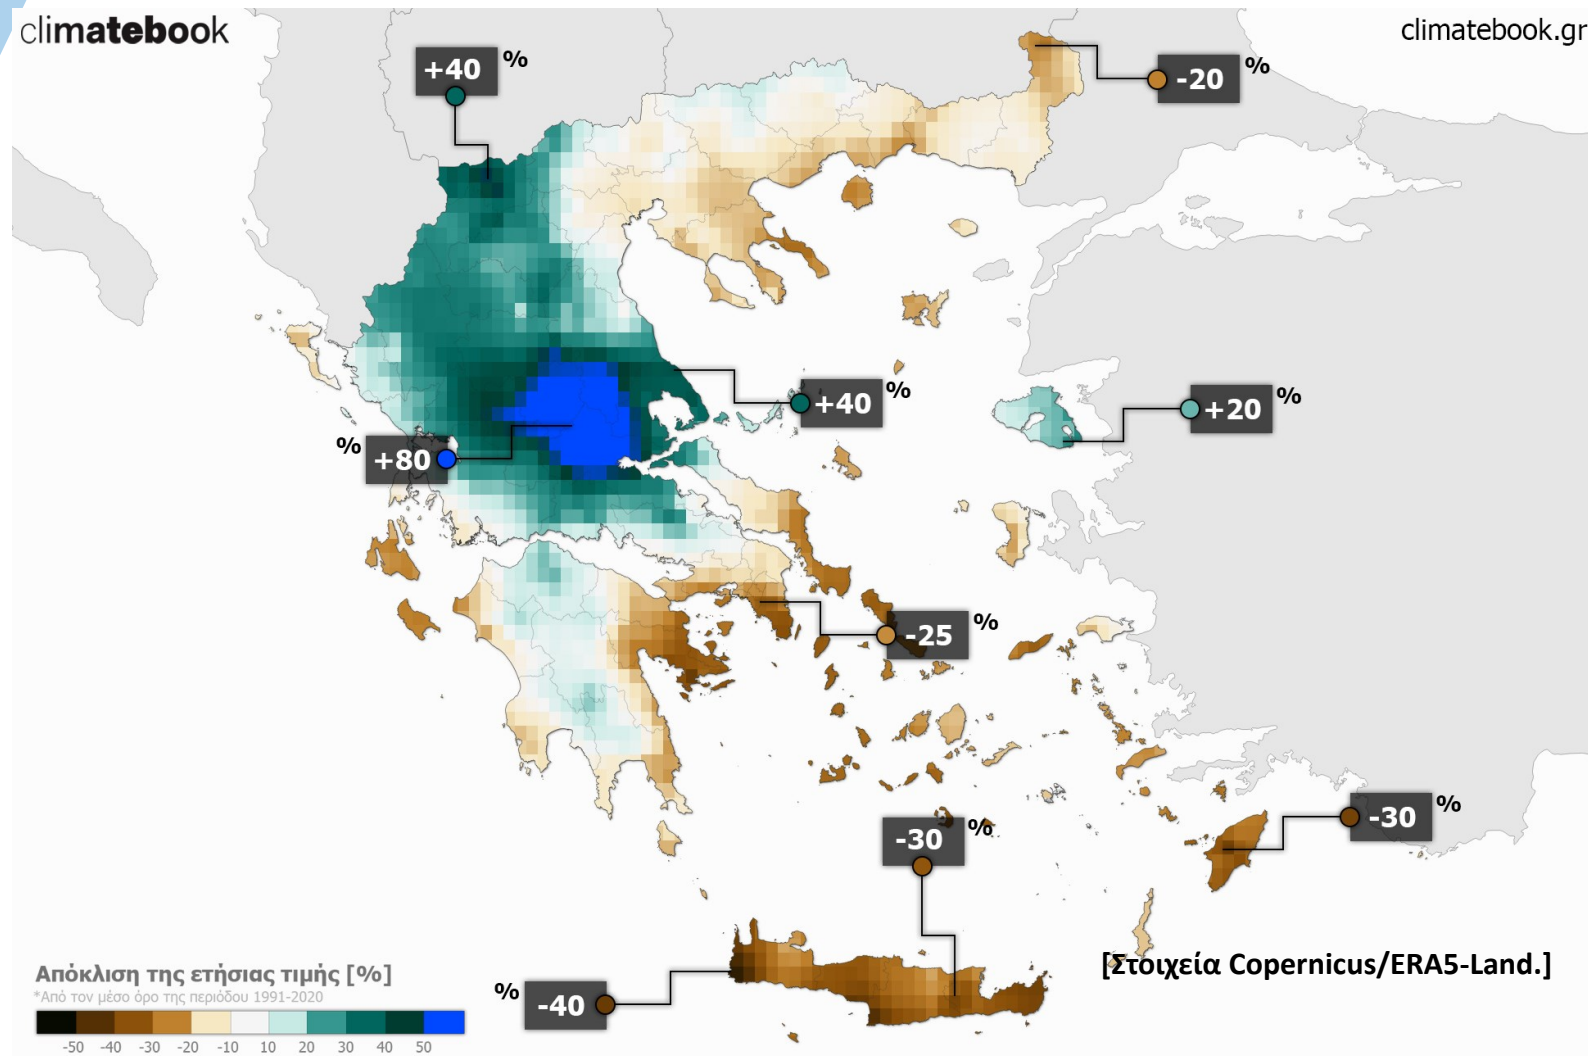 climatebook
climatebook.gr
+40 %
-20 %
+40 %
+20 %
% +80
-25 %
-30 %
-30 %
% -40
[Στοιχεία Copernicus/ERA5-Land.]
Απόκλιση της ετήσιας τιμής [%]
*Από τον μέσο όρο της περιόδου 1991-2020
-50 -40 -30 -20 -10 10 20 30 40 50